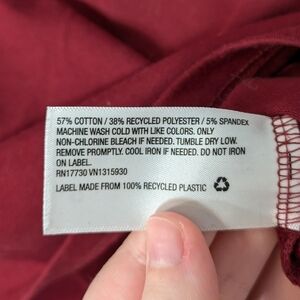 57% COTTON / 38% RECYCLED POLYESTER / 5% SPANDEX
MACHINE WASH COLD WITH LIKE COLORS. ONLY
NON-CHLORINE BLEACH IF NEEDED. TUMBLE DRY LOW.
REMOVE PROMPTLY. COOL IRON IF NEEDED. DO NOT IRON
ON LABEL.
RN17730 VN1315930
LABEL MADE FROM 100% RECYCLED PLASTIC